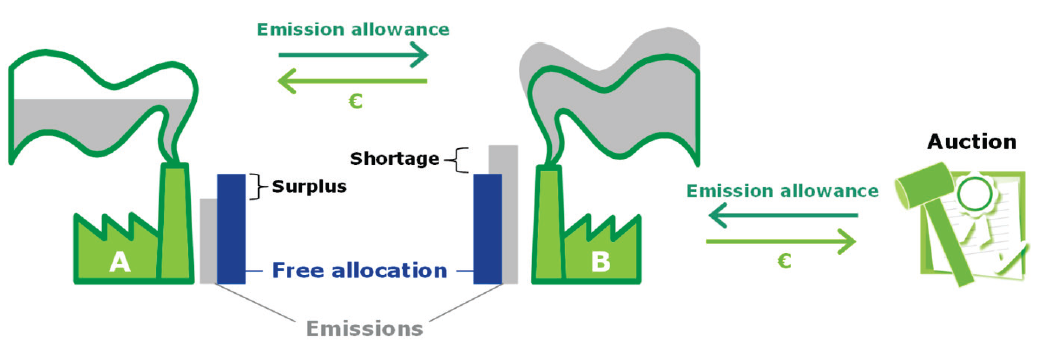 Emission allowance
€
Auction
Shortage
Surplus
Emission allowance
€
A
B
Free allocation
Emissions